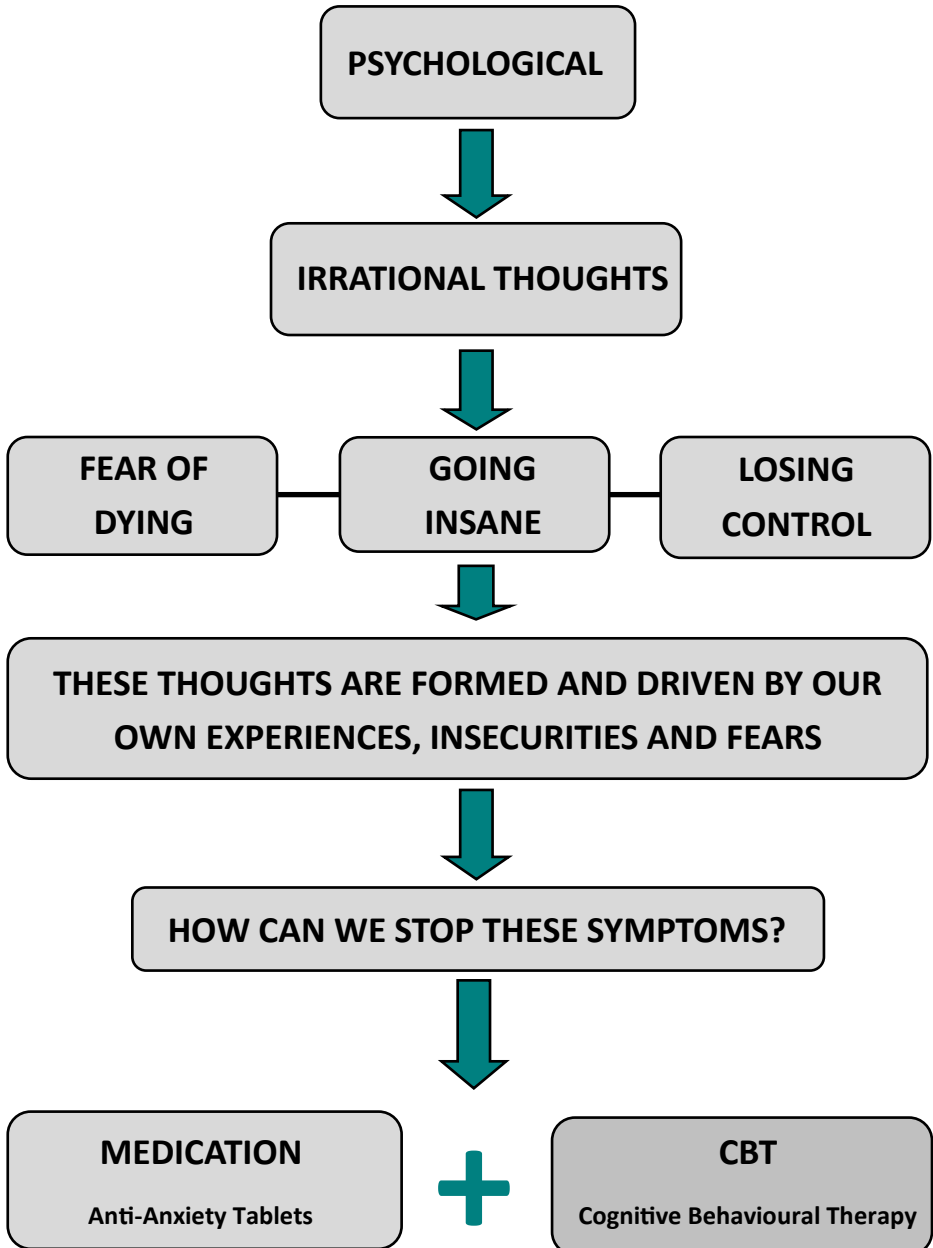 PSYCHOLOGICAL
IRRATIONAL THOUGHTS
FEAR OF
DYING
GOING
INSANE
LOSING
CONTROL
THESE THOUGHTS ARE FORMED AND DRIVEN BY OUR
OWN EXPERIENCES, INSECURITIES AND FEARS
HOW CAN WE STOP THESE SYMPTOMS?
MEDICATION
Anti-Anxiety Tablets
+
CBT
Cognitive Behavioural Therapy